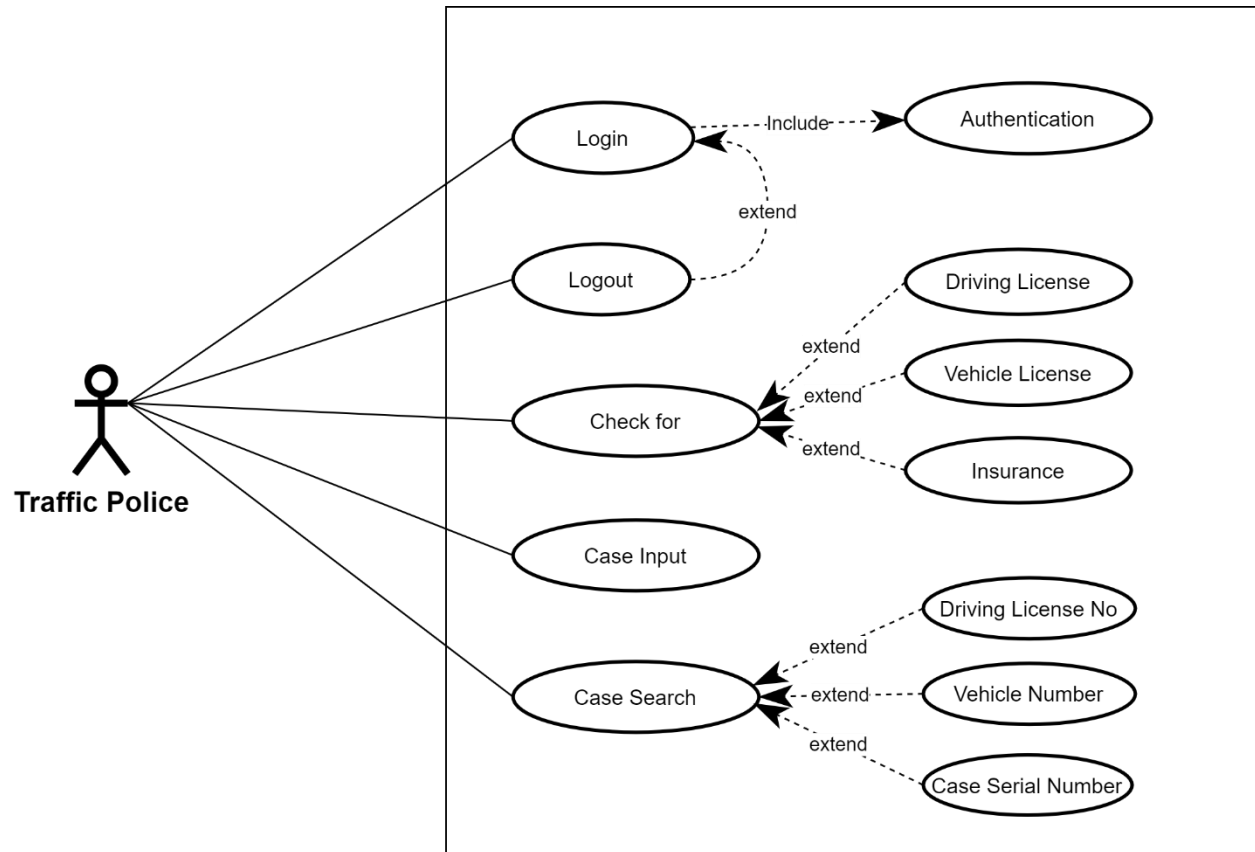 Login
Include
Authentication
extend
Logout
Driving License
extend
Vehicle License
extend
Check for
extend
Insurance
Traffic Police
Case Input
Driving License No
extend
Case Search
extend
Vehicle Number
extend
Case Serial Number